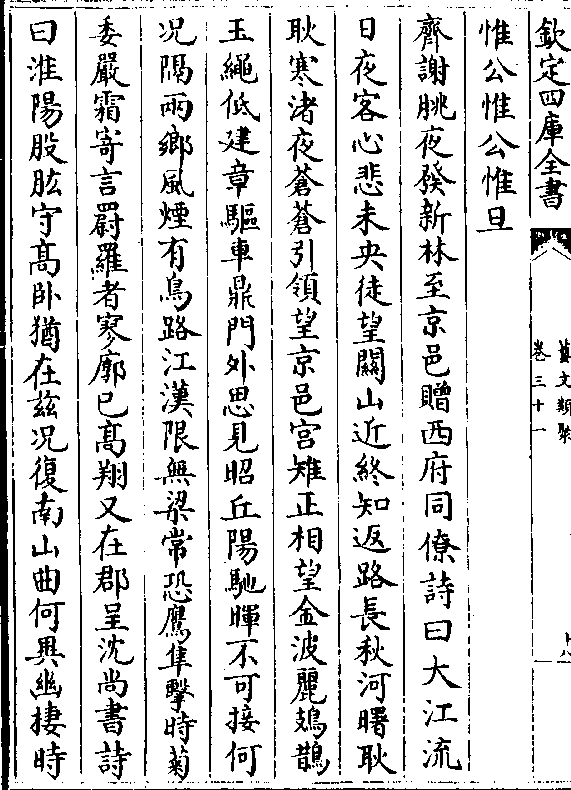 欽定四庫全書
藝文類聚
卷三十一
十八
惟公惟公惟旦
齊謝朓夜發新林至京邑贈西府同僚詩曰大江流
日夜客心悲未央徒望關山近終知返路長秋河曙耿
耿寒渚夜蒼蒼引領望京邑宫雉正相望金波麗鳷鵲
玉繩低建章驅車鼎門外思見昭丘陽馳暉不可接何
况隔兩鄉風煙有鳥路江漢限無梁常恐鷹隼擊時菊
委嚴霜寄言罻羅者寥廓已髙翔又在郡呈沈尚書詩
曰淮陽股肱守髙卧猶在茲况復南山曲何異幽棲時